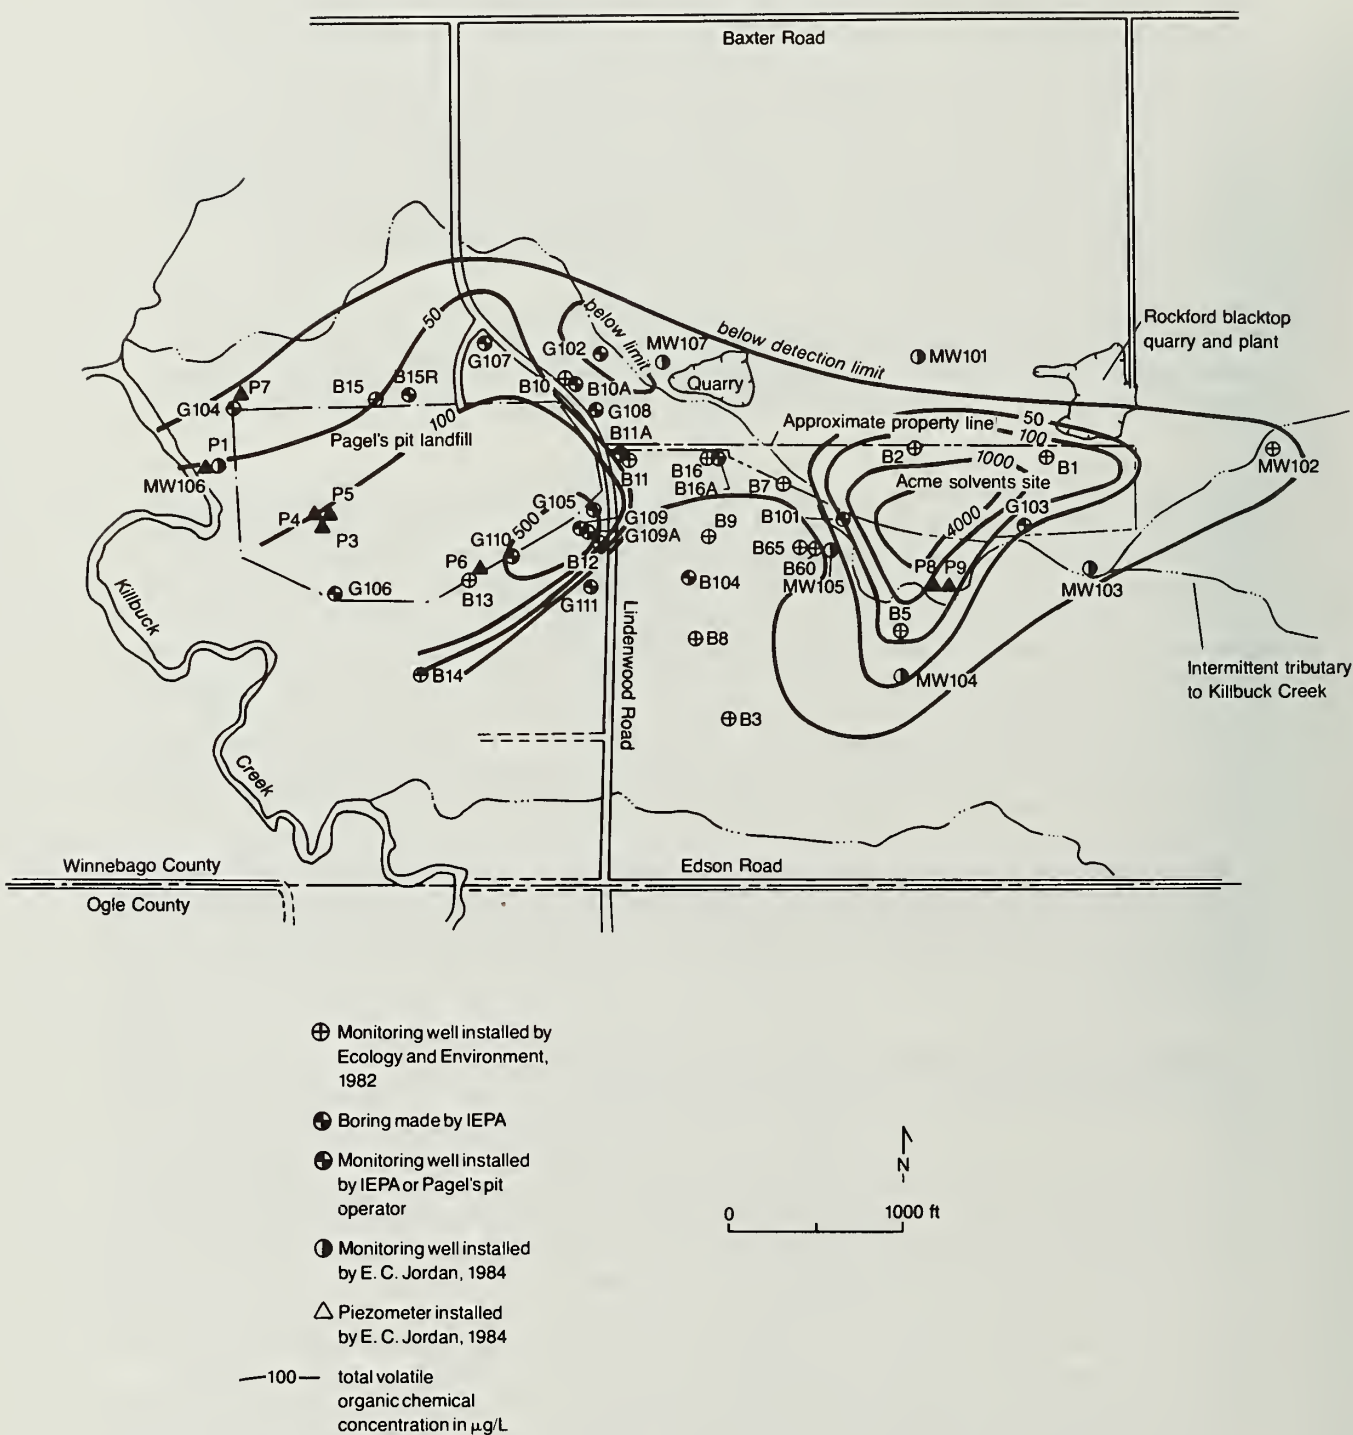 Baxter Road
Rockford blacktop
quarry and plant
below limit
below detection limit
50
G107
G102
MW107
MW101
Quarry
P7
B15
B15R
B10
B10A
G104
100
G108
Approximate property line
50
100
P1
Pagel's pit landfill
B11A
B2
1000
B1
MW102
MW106
B11
B16
B16A
B7
Acme solvents site
P5
G105
G103
P4
500
G109
B9
B101
4000
P3
G110
G109A
P6
B12
B65
B60
MW105
P8
P9
G106
B13
G111
B104
MW103
B5
Killbuck
Lindenwood Road
B8
Intermittent tributary
to Killbuck Creek
B14
MW104
B3
Creek
Winnebago County
Edson Road
Ogle County
Monitoring well installed by
Ecology and Environment,
1982
Boring made by IEPA
Monitoring well installed
by IEPA or Pagel's pit
operator
N
0
1000 ft
Monitoring well installed
by E. C. Jordan, 1984
Piezometer installed
by E. C. Jordan, 1984
100
total volatile
organic chemical
concentration in µg/L